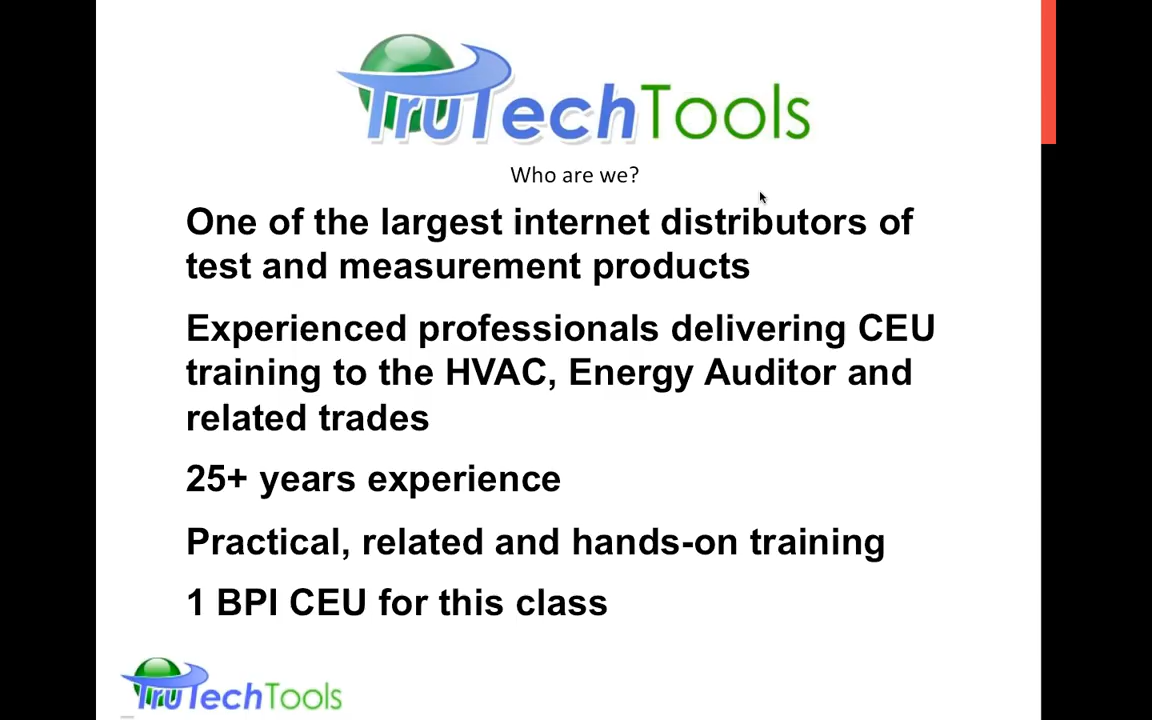 TruTechTools
Who are we?
One of the largest internet distributors of
test and measurement products
Experienced professionals delivering CEU
training to the HVAC, Energy Auditor and
related trades
25+ years experience
Practical, related and hands-on training
1 BPI CEU for this class
TruTechTools